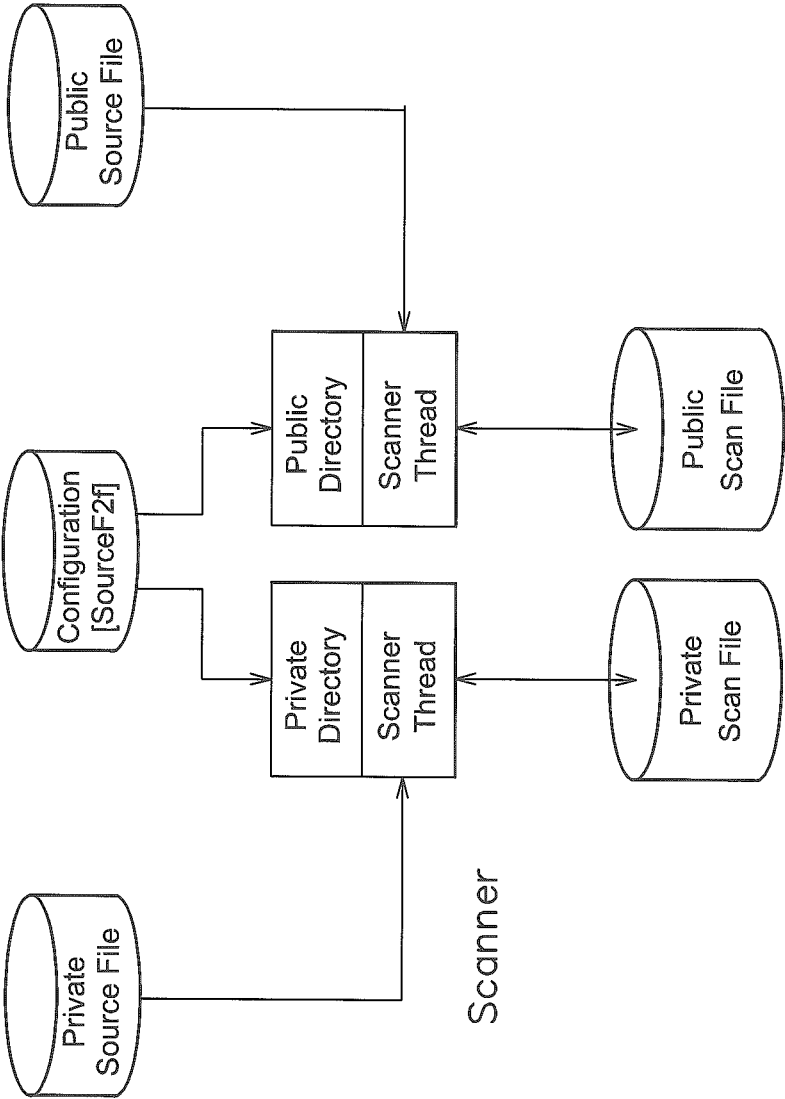 Private
Source File
Configuration
[SourceF2f]
Public
Source File
Private
Directory
Scanner
Thread
Public
Directory
Scanner
Thread
Scanner
Private
Scan File
Public
Scan File